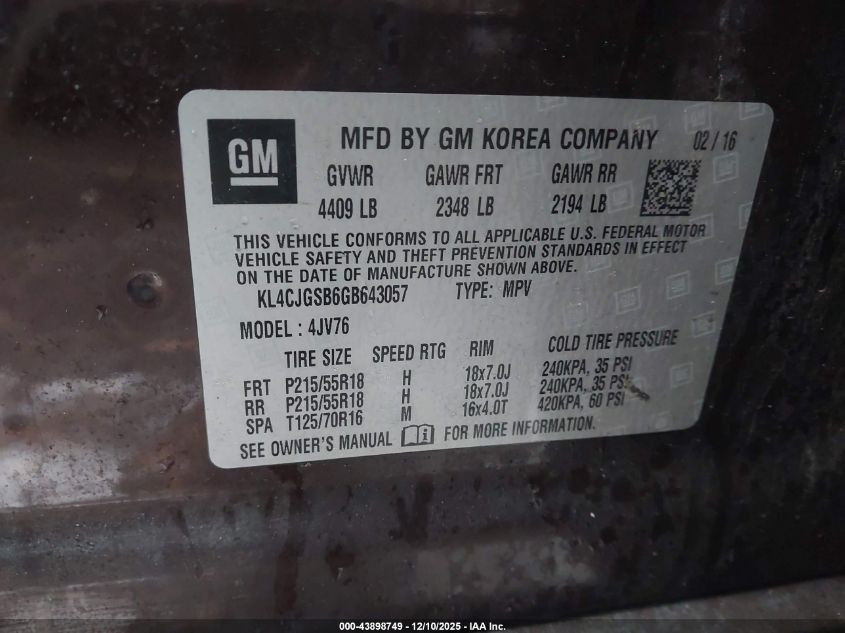 GM
MFD BY GM KOREA COMPANY 02 / 16
GVWR GAWR FRT GAWR RR
4409 LB 2348 LB 2194 LB
THIS VEHICLE CONFORMS TO ALL APPLICABLE U.S. FEDERAL MOTOR
VEHICLE SAFETY AND THEFT PREVENTION STANDARDS IN EFFECT
ON THE DATE OF MANUFACTURE SHOWN ABOVE.
KL4CJGSB6GB643057 TYPE: MPV
MODEL : 4JV76
TIRE SIZE SPEED RTG RIM COLD TIRE PRESSURE
FRT P215/55R18 H 18x7.0J 240KPA, 35 PSI
RR P215/55R18 H 18x7.0J 240KPA, 35 PSI
SPA T125/70R16 M 16x4.0T 420KPA, 60 PSI
SEE OWNER'S MANUAL FOR MORE INFORMATION.
000-43898749 - 12/10/2025 - IAA Inc.